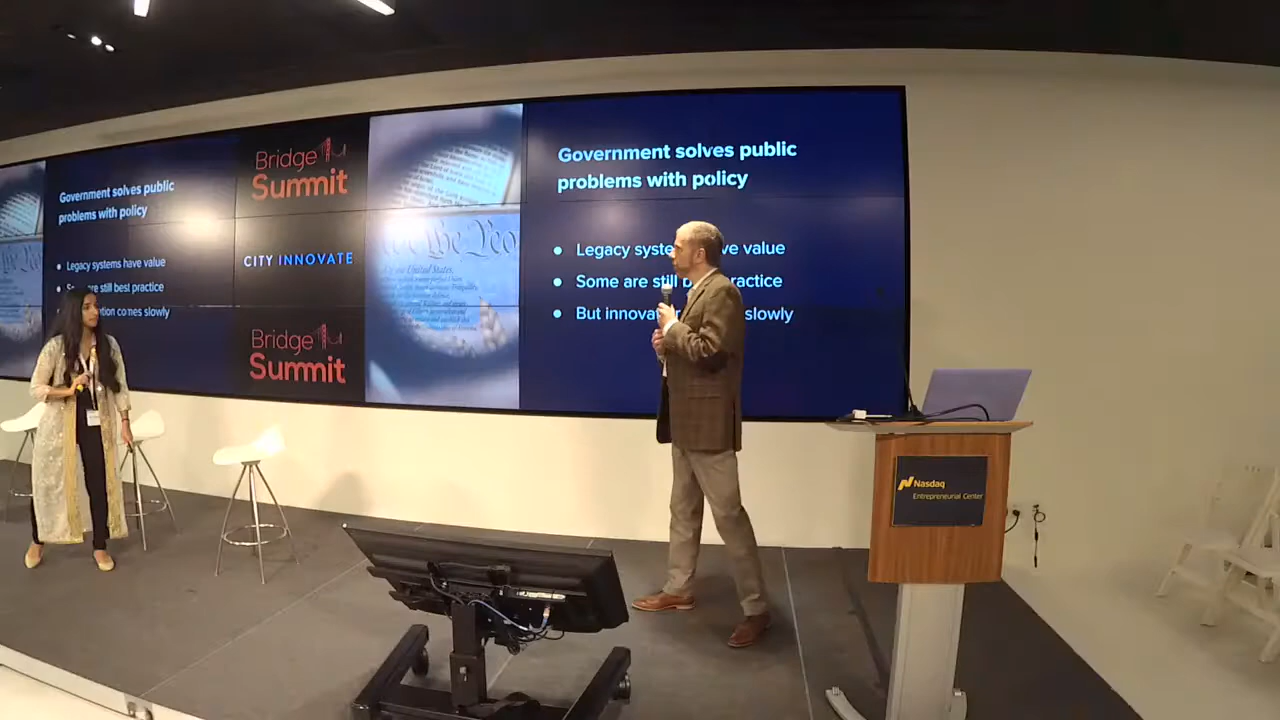 Government solves public
problems with policy
Legacy systems have value
are still best practice
comes slowly
Bridge
Summit
CITY INNOVATE
Bridge
Summit
the Peo
Government solves public
problems with policy
Legacy syste ve value
Some are still b ractice
But innovat slowly
Nasdaq
Entrepreneurial Center